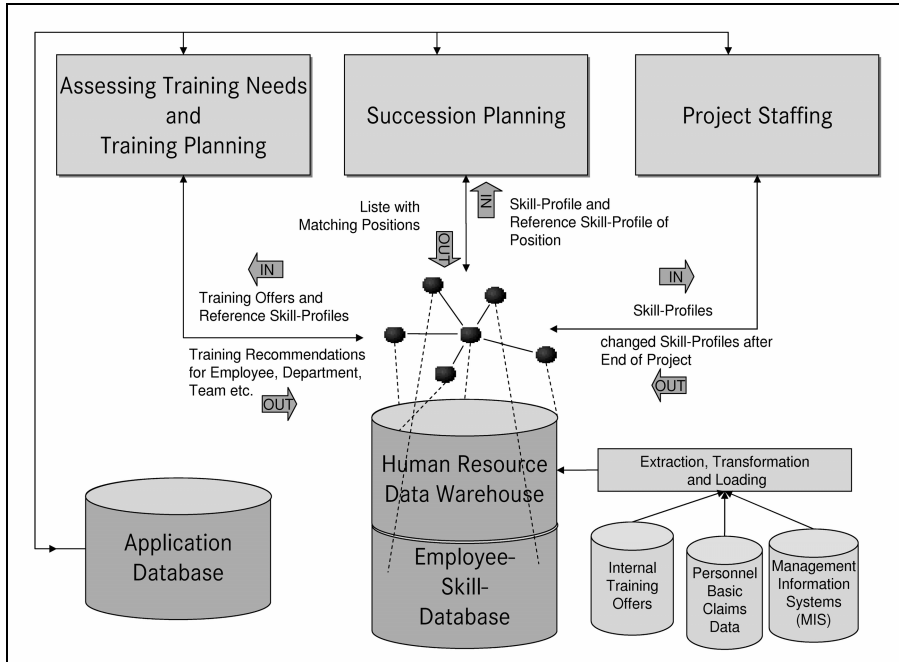 Assessing Training Needs
and
Training Planning
Succession Planning
Project Staffing
Liste with
Matching Positions
OUT
IN
Skill-Profile and
Reference Skill-Profile of
Position
IN
Training Offers and
Reference Skill-Profiles
Training Recommendations
for Employee, Department,
Team etc.
OUT
IN
Skill-Profiles
changed Skill-Profiles after
End of Project
OUT
Human Resource
Data Warehouse
Employee-
Skill-
Database
Application
Database
Extraction, Transformation
and Loading
Internal
Training
Offers
Personnel
Basic
Claims
Data
Management
Information
Systems
(MIS)